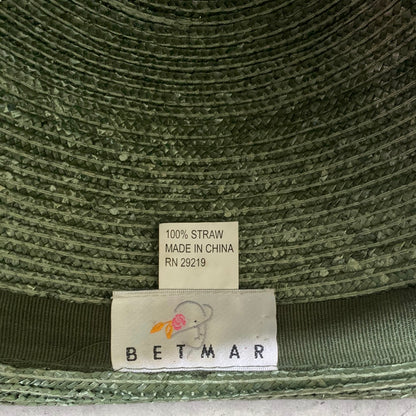 100% STRAW
MADE IN CHINA
RN 29219
BETMAR